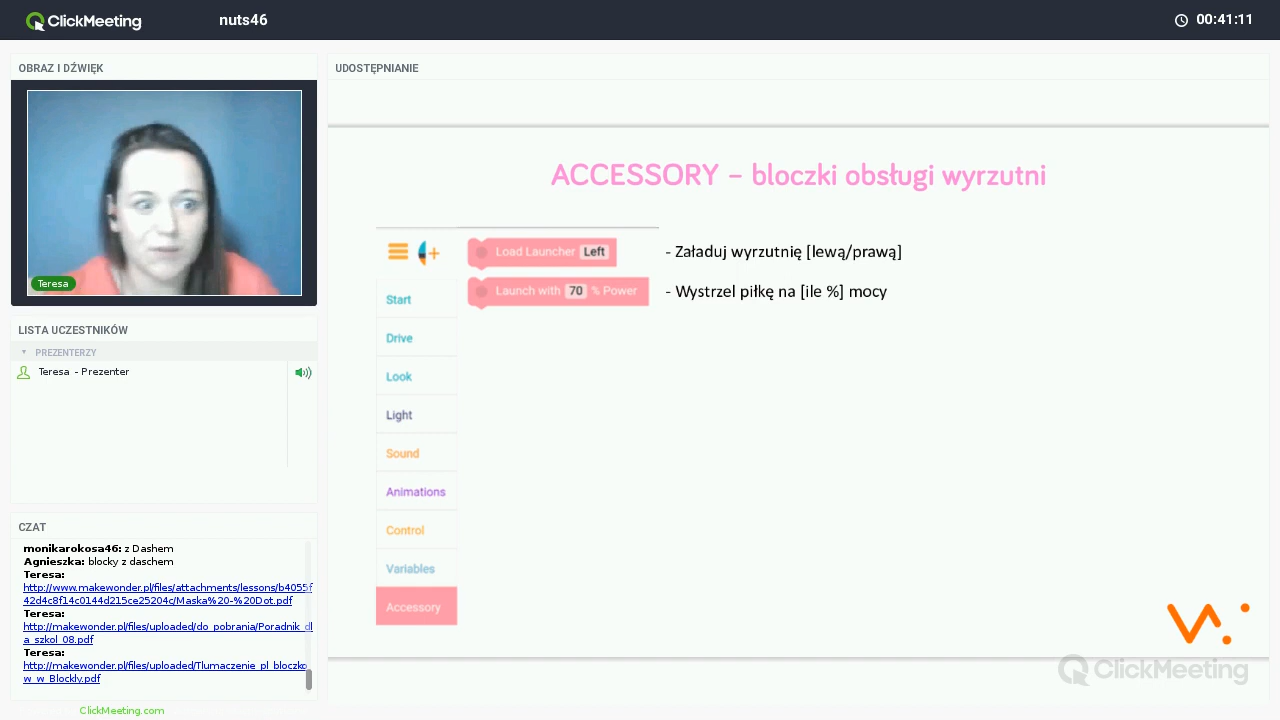 ClickMeeting
nuts46
00:41:11
OBRAZ I DŹWIĘK
Teresa
LISTA UCZESTNIKÓW
PREZENTERZY
Teresa - Prezenter
CZAT
monikarokosa46: z Dashem
Agnieszka: blocky z daschem
Teresa:
http://www.makewonder.pl/files/attachments/lessons/b4055f
42d4c8f14c0144d215ce25204c/Maska%20-%20Dot.pdf
Teresa:
http://makewonder.pl/files/uploaded/do_pobrania/Poradnik_dl
a_szkol_08.pdf
Teresa:
http://makewonder.pl/files/uploaded/Tlumaczenie_pl_bloczko
w_w_Blockly.pdf
ClickMeeting.com
UDOSTĘPNIANIE
ACCESSORY – bloczki obsługi wyrzutni
Load Launcher Left
- Załaduj wyrzutnię [lewą/prawą]
Launch with 70 % Power
- Wystrzel piłkę na [ile %] mocy
Start
Drive
Look
Light
Sound
Animations
Control
Variables
Accessory
ClickMeeting